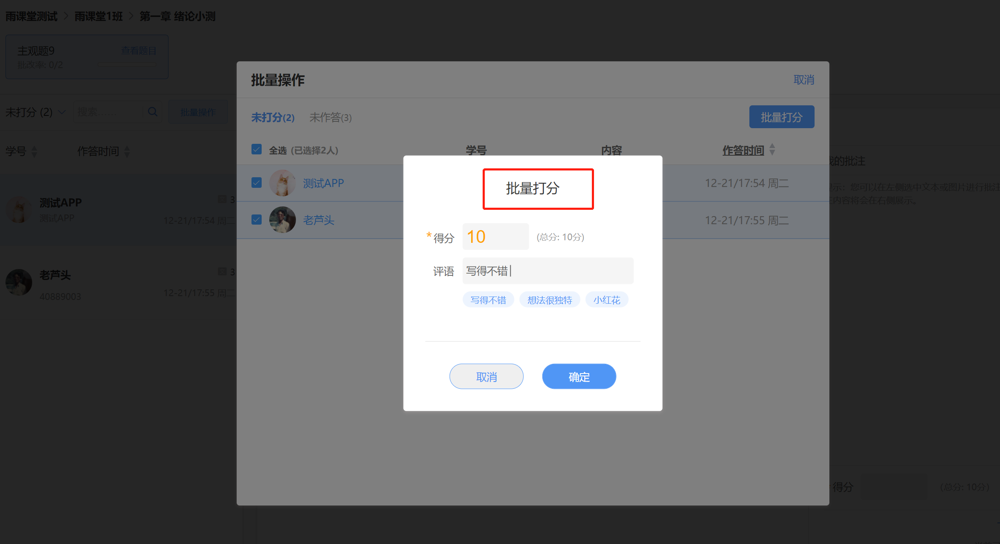 雨课堂测试 > 雨课堂1班 > 第一章 绪论小测
主观题9 查看题目
批改率: 0/2
未打分 (2) 搜索...... 批量操作
学号 作答时间
测试APP 3
测试APP 12-21/17:54 周二
老芦头 3
40889003 12-21/17:55 周二
批量操作 取消
未打分(2) 未作答(3) 批量打分
全选 (已选择2人) 学号 内容 作答时间
测试APP 12-21/17:54 周二
老芦头 12-21/17:55 周二
批量打分
*得分 10 (总分: 10分)
评语 写得不错
写得不错 想法很独特 小红花
取消 确定
的批注
示：您可以在左侧选中文本或图片进行批注
内容将会在右侧展示。
得分 (总分: 10分)